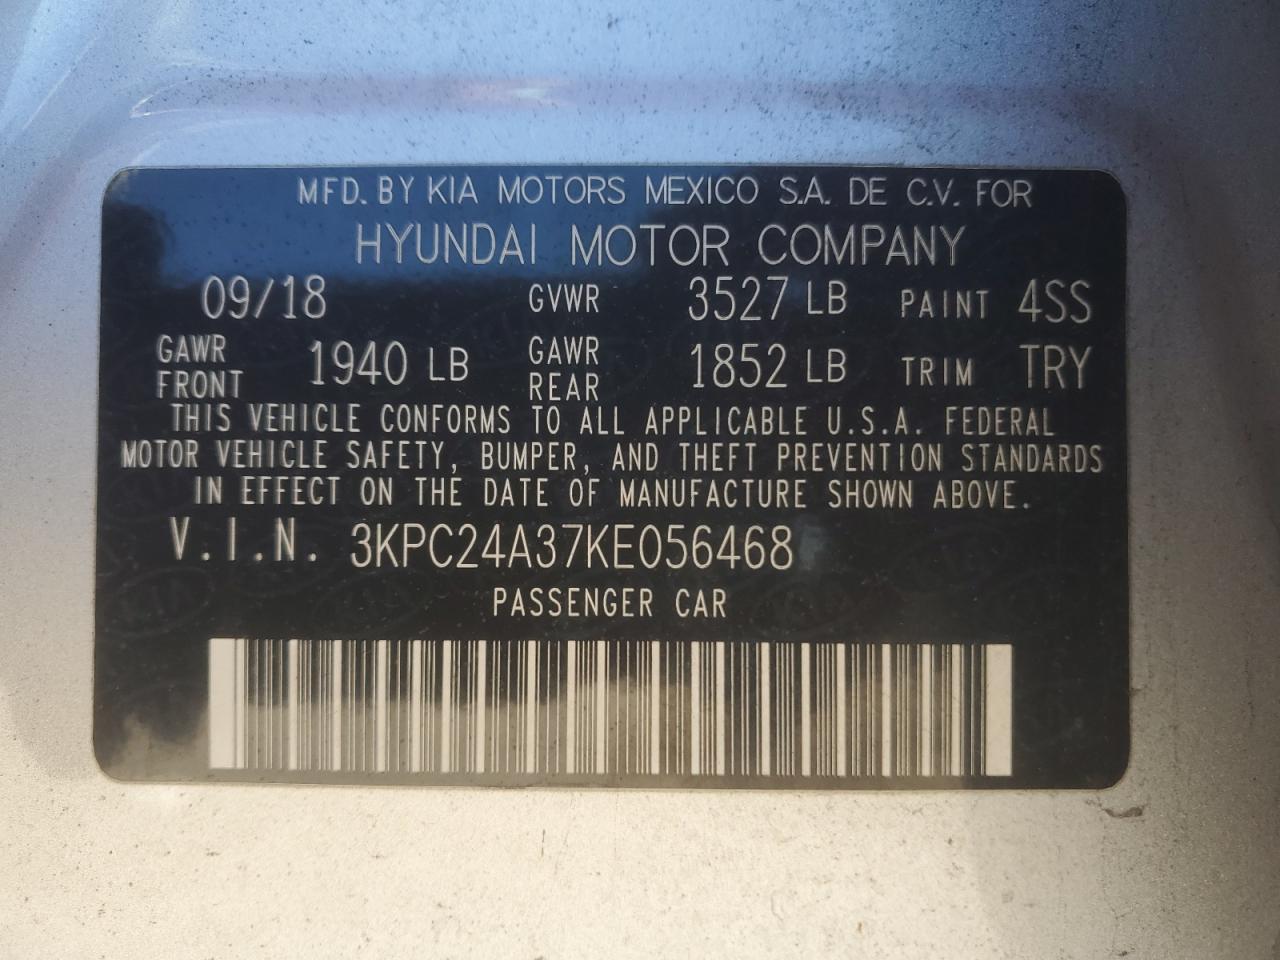 MFD. BY KIA MOTORS MEXICO S.A. DE C.V. FOR
HYUNDAI MOTOR COMPANY
09/18 GVWR 3527 LB PAINT 4SS
GAWR FRONT 1940 LB GAWR REAR 1852 LB TRIM TRY
THIS VEHICLE CONFORMS TO ALL APPLICABLE U.S.A. FEDERAL
MOTOR VEHICLE SAFETY, BUMPER, AND THEFT PREVENTION STANDARDS
IN EFFECT ON THE DATE OF MANUFACTURE SHOWN ABOVE.
V.I.N. 3KPC24A37KE056468
PASSENGER CAR